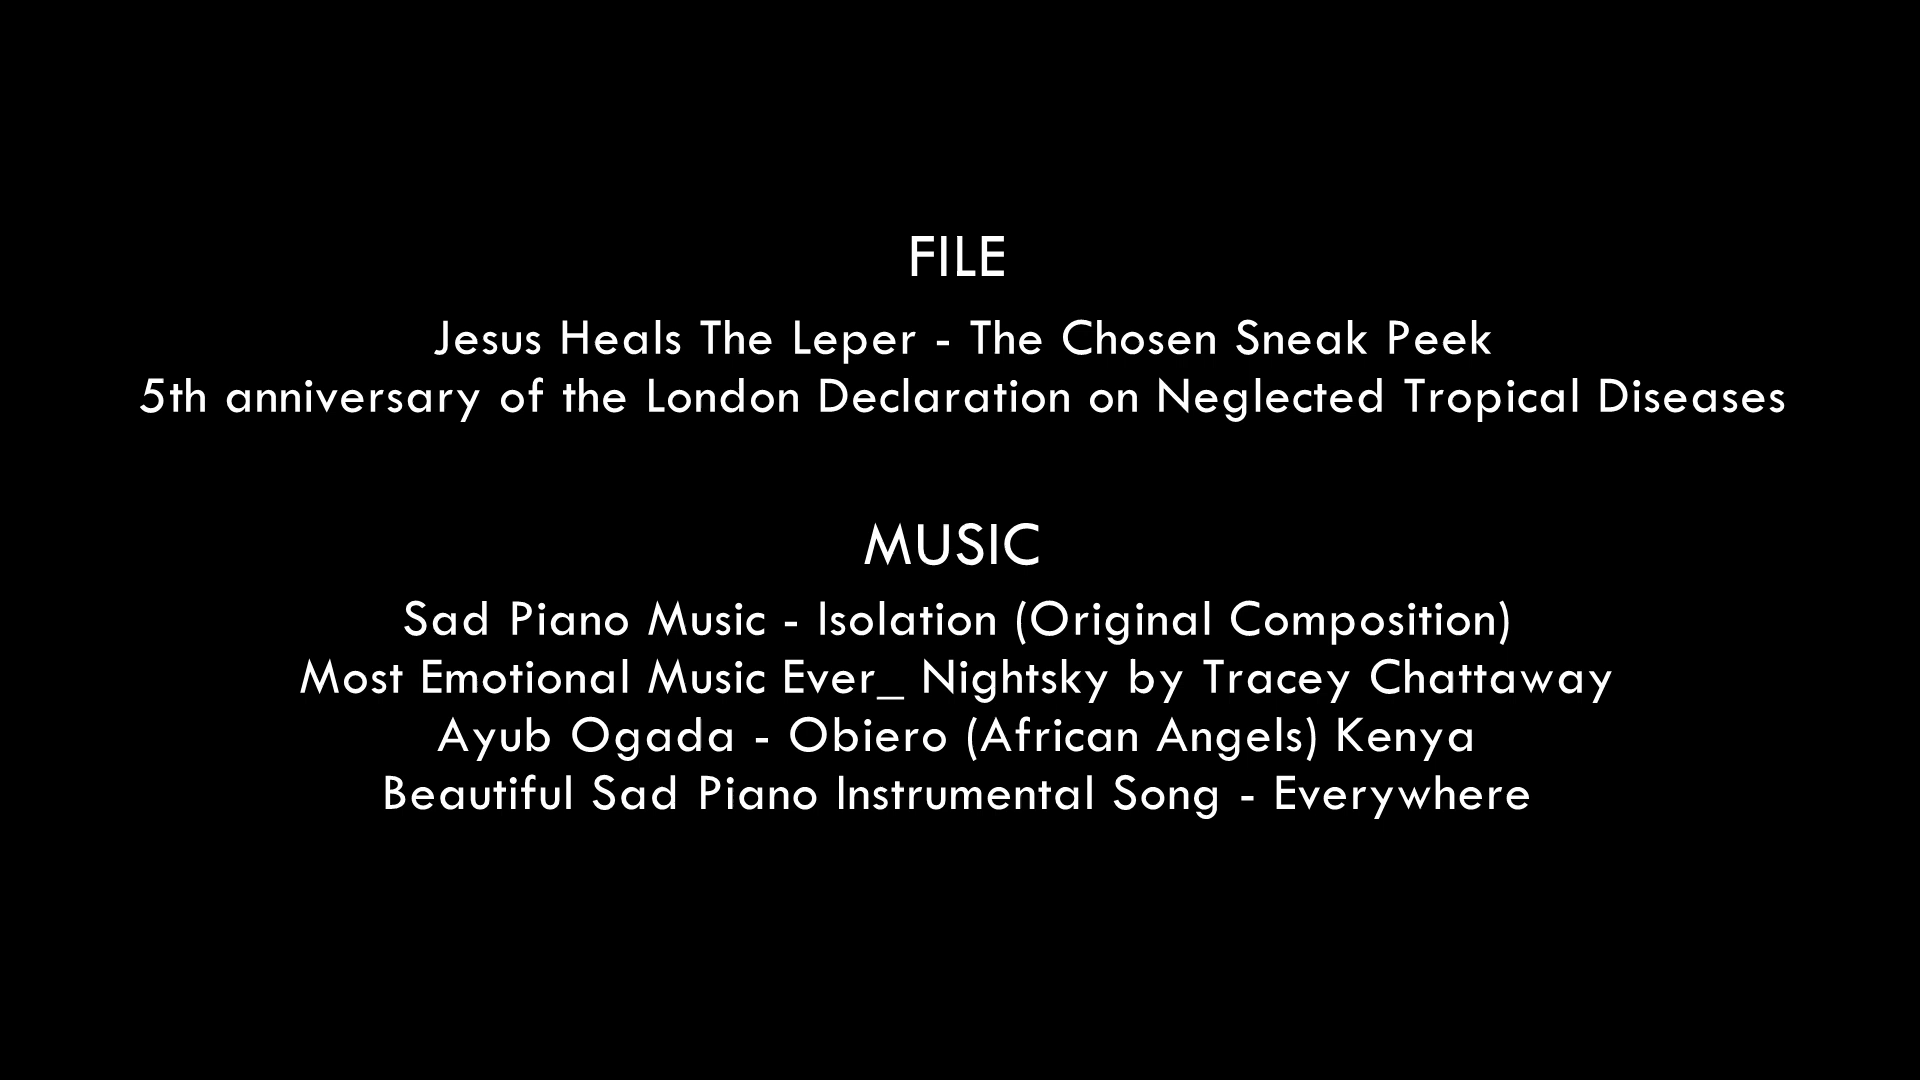 FILE
Jesus Heals The Leper - The Chosen Sneak Peek
5th anniversary of the London Declaration on Neglected Tropical Diseases
MUSIC
Sad Piano Music - Isolation (Original Composition)
Most Emotional Music Ever_ Nightsky by Tracey Chattaway
Ayub Ogada - Obiero (African Angels) Kenya
Beautiful Sad Piano Instrumental Song - Everywhere